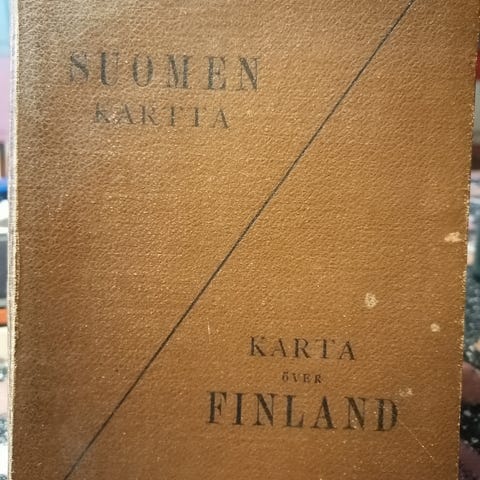 SUOMEN
KARTTA
KARTA
ÖVER
FINLAND